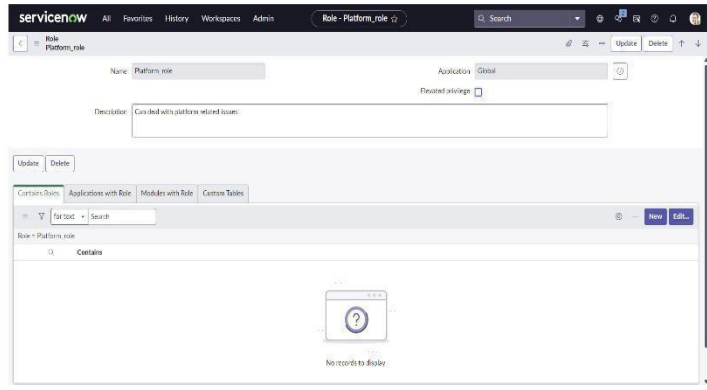 servicenow All Favorites History Workspaces Admin Role - Platform_role Search
Role
Platform_role
Update Delete
Name Platform_role Application Global
Elevated privilege
Description Can deal with platform related issues
Update Delete
Contains Roles Applications with Role Modules with Role Custom Tables
for text Search New Edit...
Role = Platform_role
Contains
No records to display